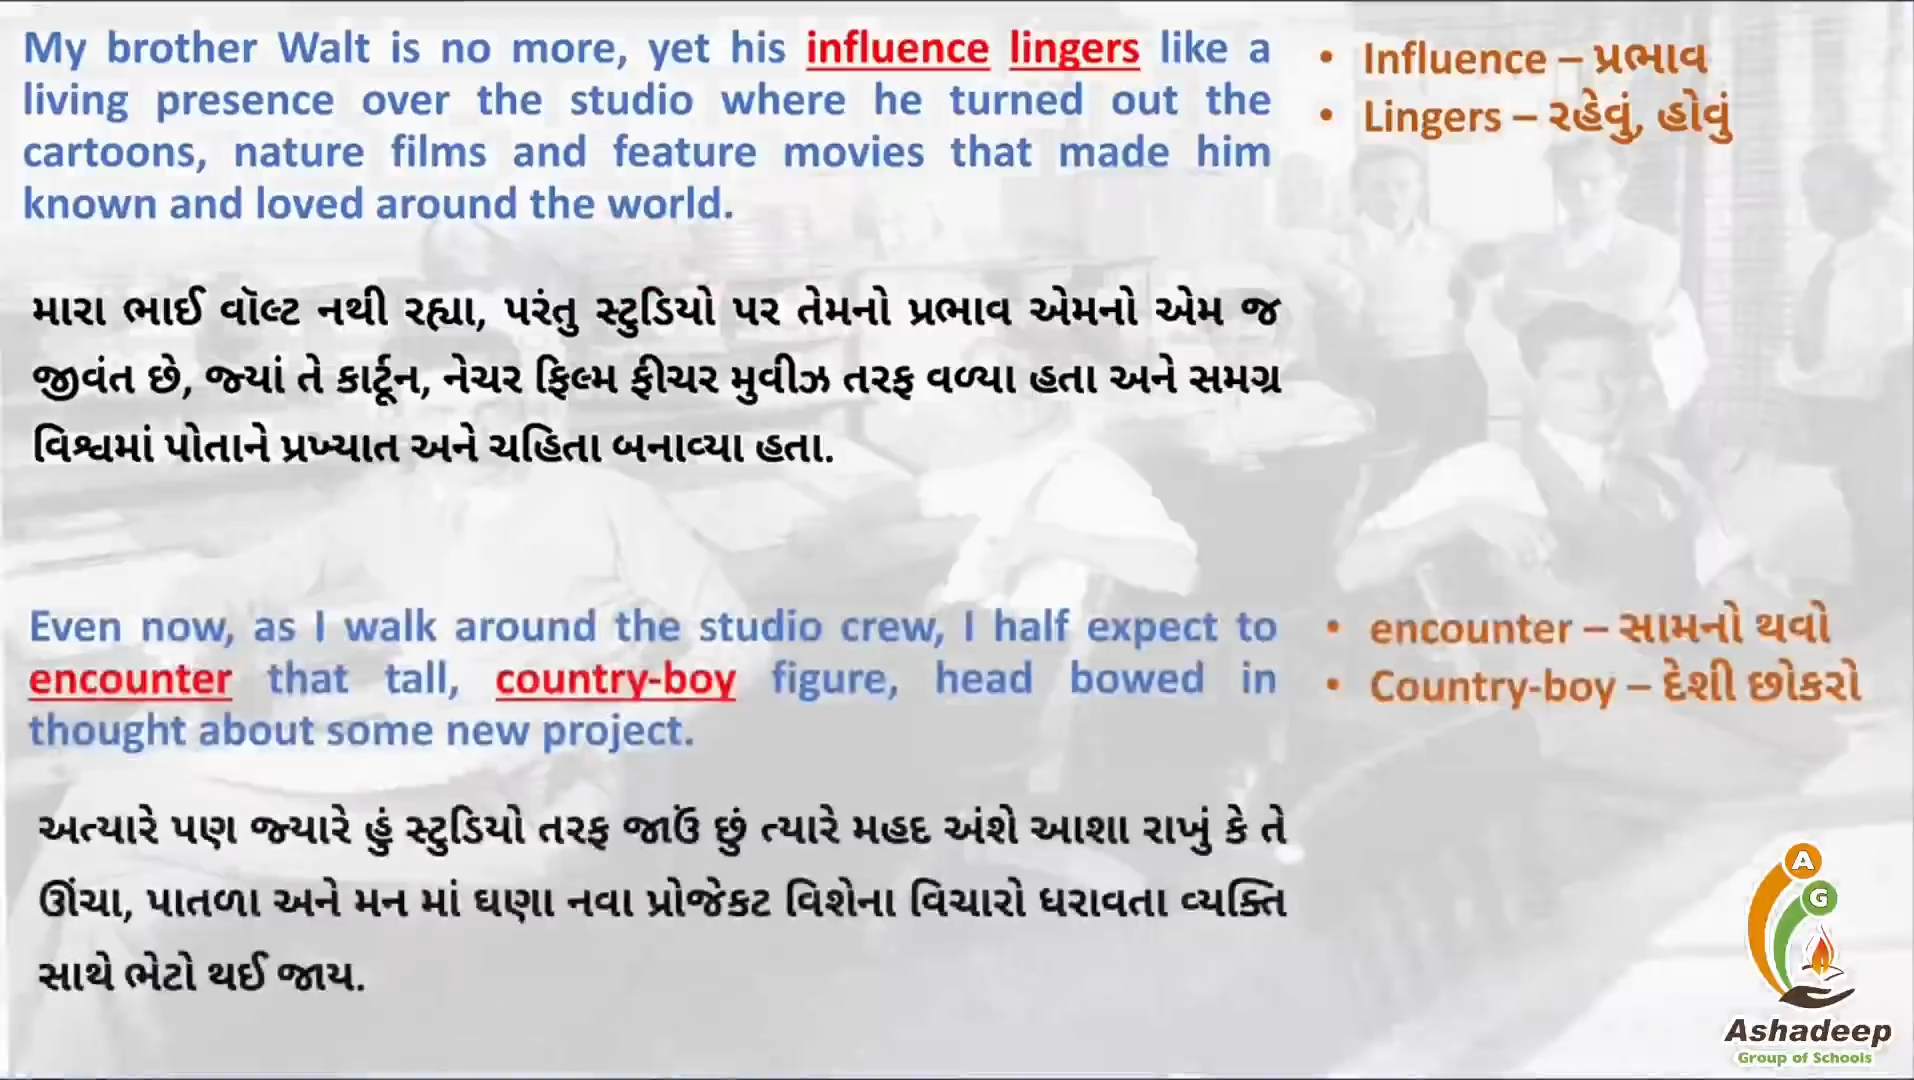 My brother Walt is no more, yet his influence lingers like a
living presence over the studio where he turned out the
cartoons, nature films and feature movies that made him
known and loved around the world.
• Influence – પ્રભાવ
• Lingers – રહેવું, હોવું
મારા ભાઈ વૉલ્ટ નથી રહ્યા, પરંતુ સ્ટુડિયો પર તેમનો પ્રભાવ એમનો એમ જ
જીવંત છે, જ્યાં તે કાર્ટૂન, નેચર ફિલ્મ ફીચર મુવીઝ તરફ વળ્યા હતા અને સમગ્ર
વિશ્વમાં પોતાને પ્રખ્યાત અને ચહિતા બનાવ્યા હતા.
Even now, as I walk around the studio crew, I half expect to
encounter that tall, country-boy figure, head bowed in
thought about some new project.
• encounter – સામનો થવો
• Country-boy – દેશી છોકરો
અત્યારે પણ જ્યારે હું સ્ટુડિયો તરફ જાઉં છું ત્યારે મહદ અંશે આશા રાખું કે તે
ઊંચા, પાતળા અને મન માં ઘણા નવા પ્રોજેકટ વિશેના વિચારો ધરાવતા વ્યક્તિ
સાથે ભેટો થઈ જાય.
A
G
Ashadeep
Group of Schools